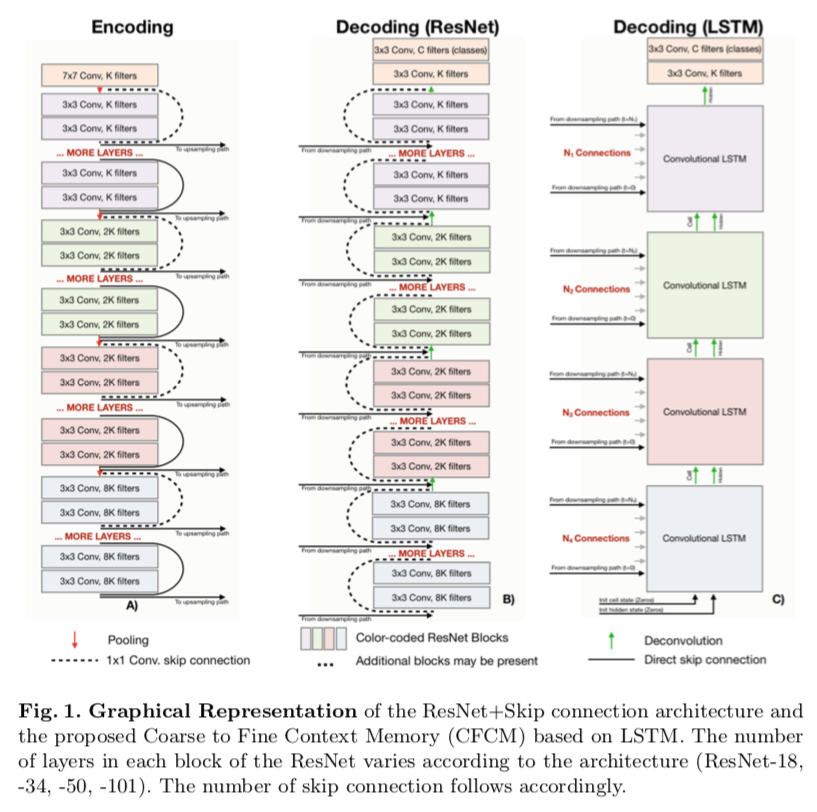 Encoding
7x7 Conv, K filters
3x3 Conv, K filters
3x3 Conv, K filters
To upsampling path
... MORE LAYERS ...
3x3 Conv, K filters
3x3 Conv, K filters
To upsampling path
3x3 Conv, 2K filters
3x3 Conv, 2K filters
To upsampling path
... MORE LAYERS ...
3x3 Conv, 2K filters
3x3 Conv, 2K filters
To upsampling path
3x3 Conv, 2K filters
3x3 Conv, 2K filters
To upsampling path
... MORE LAYERS ...
3x3 Conv, 2K filters
3x3 Conv, 2K filters
To upsampling path
3x3 Conv, 8K filters
3x3 Conv, 8K filters
To upsampling path
... MORE LAYERS ...
3x3 Conv, 8K filters
3x3 Conv, 8K filters
To upsampling path
A)
Decoding (ResNet)
3x3 Conv, C filters (classes)
3x3 Conv, K filters
3x3 Conv, K filters
3x3 Conv, K filters
From downsampling path
... MORE LAYERS ...
3x3 Conv, K filters
3x3 Conv, K filters
From downsampling path
3x3 Conv, 2K filters
3x3 Conv, 2K filters
From downsampling path
... MORE LAYERS ...
3x3 Conv, 2K filters
3x3 Conv, 2K filters
From downsampling path
3x3 Conv, 2K filters
3x3 Conv, 2K filters
From downsampling path
... MORE LAYERS ...
3x3 Conv, 2K filters
3x3 Conv, 2K filters
From downsampling path
3x3 Conv, 8K filters
3x3 Conv, 8K filters
From downsampling path
... MORE LAYERS ...
3x3 Conv, 8K filters
3x3 Conv, 8K filters
From downsampling path
B)
Decoding (LSTM)
3x3 Conv, C filters (classes)
3x3 Conv, K filters
Hidden
From downsampling path (t=N₁)
N₁ Connections
Convolutional LSTM
From downsampling path (t=0)
Cell
Hidden
From downsampling path (t=N₂)
N₂ Connections
Convolutional LSTM
From downsampling path (t=0)
Cell
Hidden
From downsampling path (t=N₃)
N₃ Connections
Convolutional LSTM
From downsampling path (t=0)
Cell
Hidden
From downsampling path (t=N₄)
N₄ Connections
Convolutional LSTM
From downsampling path (t=0)
Init cell state (Zeros)
Init hidden state (Zeros)
C)
Pooling
1x1 Conv. skip connection
Color-coded ResNet Blocks
... Additional blocks may be present
Deconvolution
Direct skip connection
Fig. 1. Graphical Representation of the ResNet+Skip connection architecture and
the proposed Coarse to Fine Context Memory (CFCM) based on LSTM. The number
of layers in each block of the ResNet varies according to the architecture (ResNet-18,
-34, -50, -101). The number of skip connection follows accordingly.